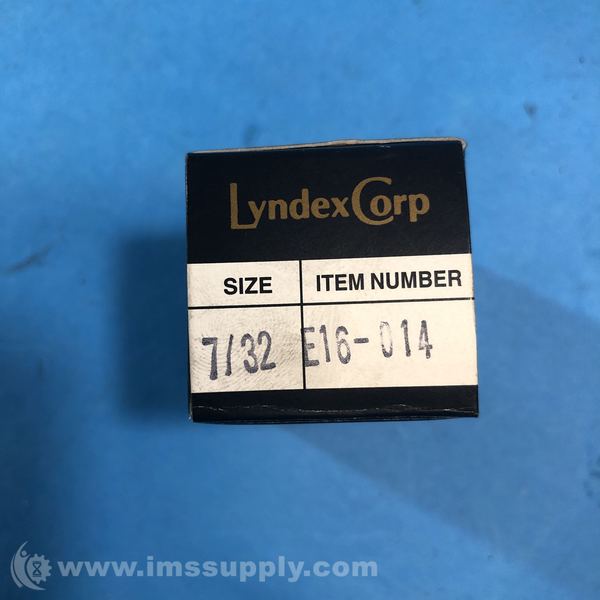 LyndexCorp
SIZE ITEM NUMBER
7/32 E16-014
www.imssupply.com